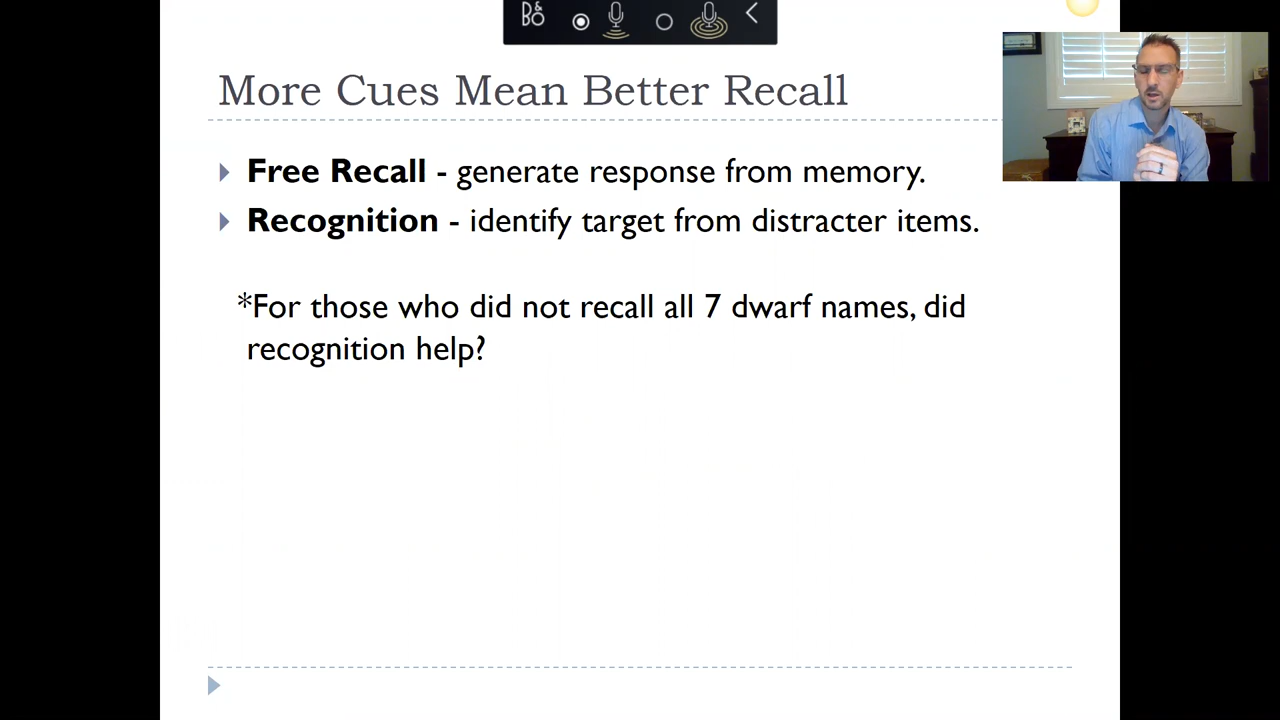 B&O
More Cues Mean Better Recall
Free Recall - generate response from memory.
Recognition - identify target from distracter items.
*For those who did not recall all 7 dwarf names, did
recognition help?